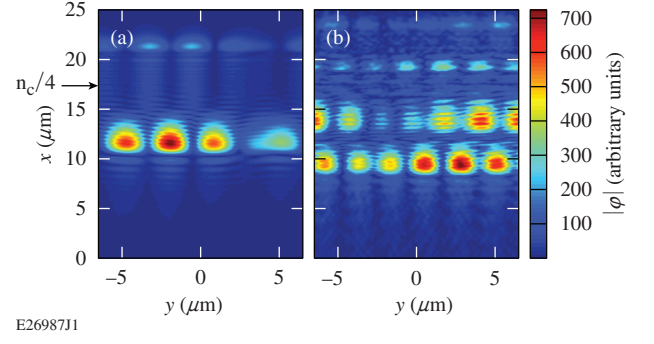 25
20
15
10
5
0
x (μm)
n_c/4
(a)
(b)
−5 0 5
−5 0 5
y (μm)
y (μm)
700
600
500
400
300
200
100
|φ| (arbitrary units)
E26987J1